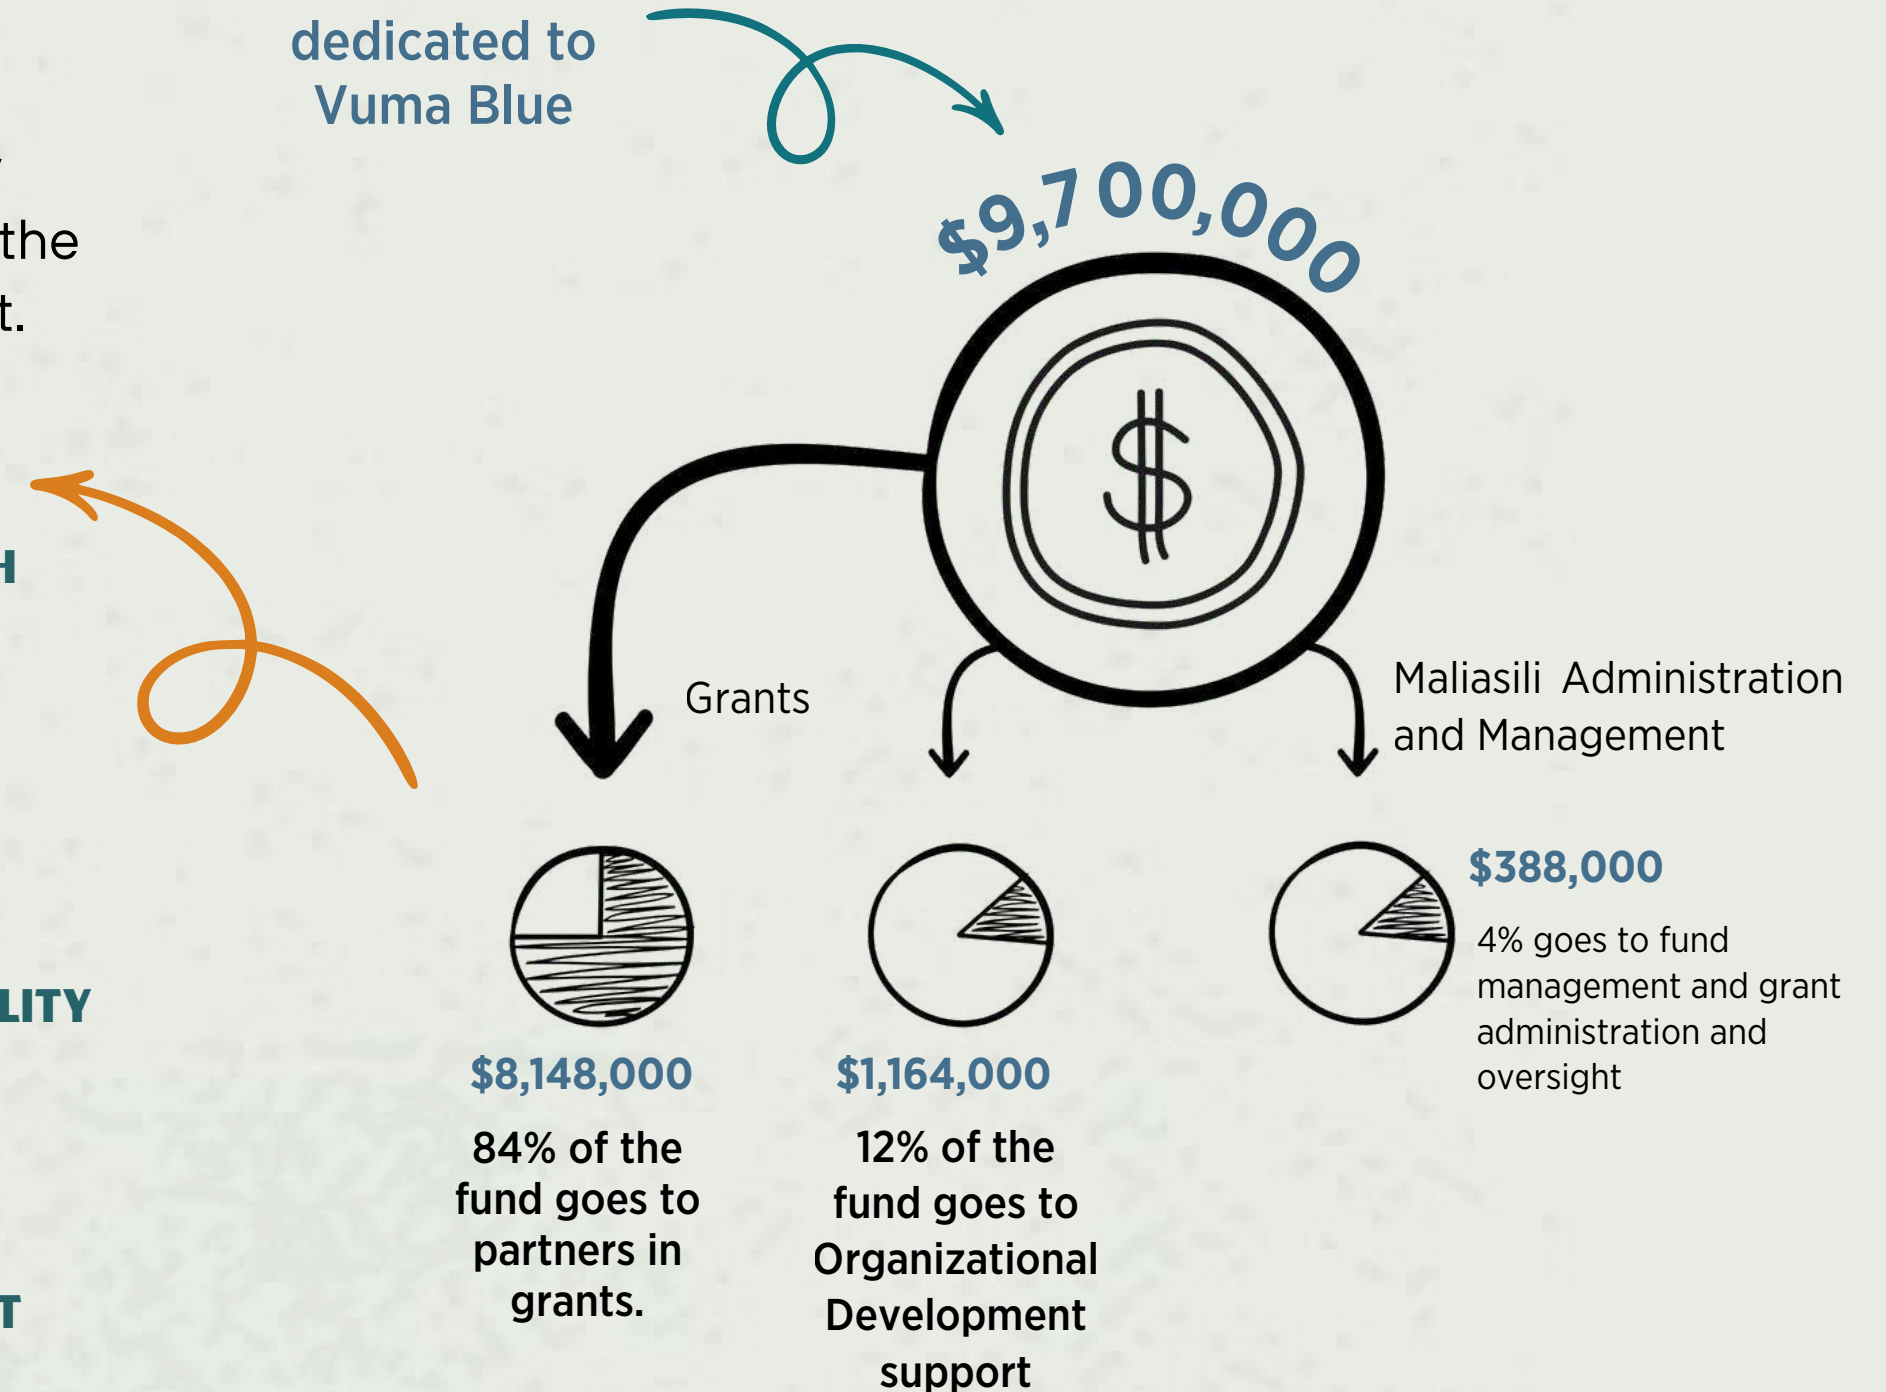 dedicated to
Vuma Blue
the
t.
H
LITY
T
$9,700,000
Grants
Maliasili Administration
and Management
$8,148,000
84% of the
fund goes to
partners in
grants.
$1,164,000
12% of the
fund goes to
Organizational
Development
support
$388,000
4% goes to fund
management and grant
administration and
oversight